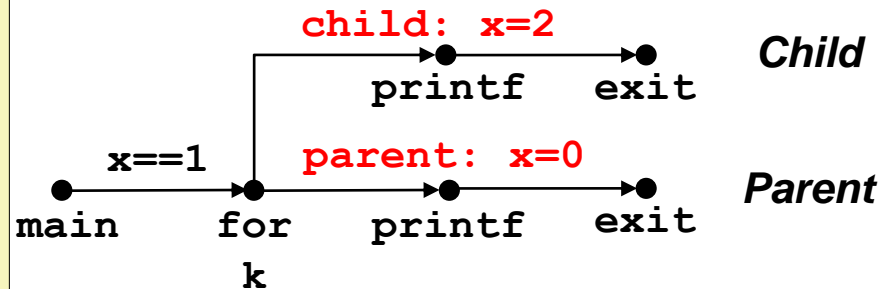 child: x=2
Child
printf
exit
x==1
parent: x=0
Parent
main
for
k
printf
exit